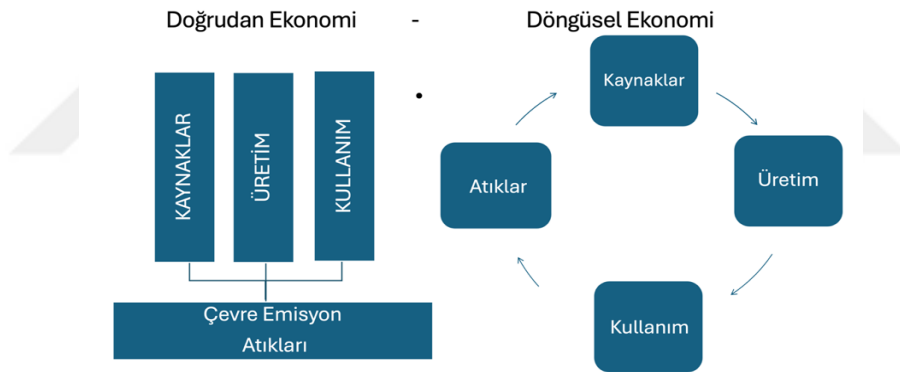 Doğrudan Ekonomi - Döngüsel Ekonomi
KAYNAKLAR
ÜRETİM
KULLANIM
Çevre Emisyon
Atıkları
Kaynaklar
Üretim
Kullanım
Atıklar